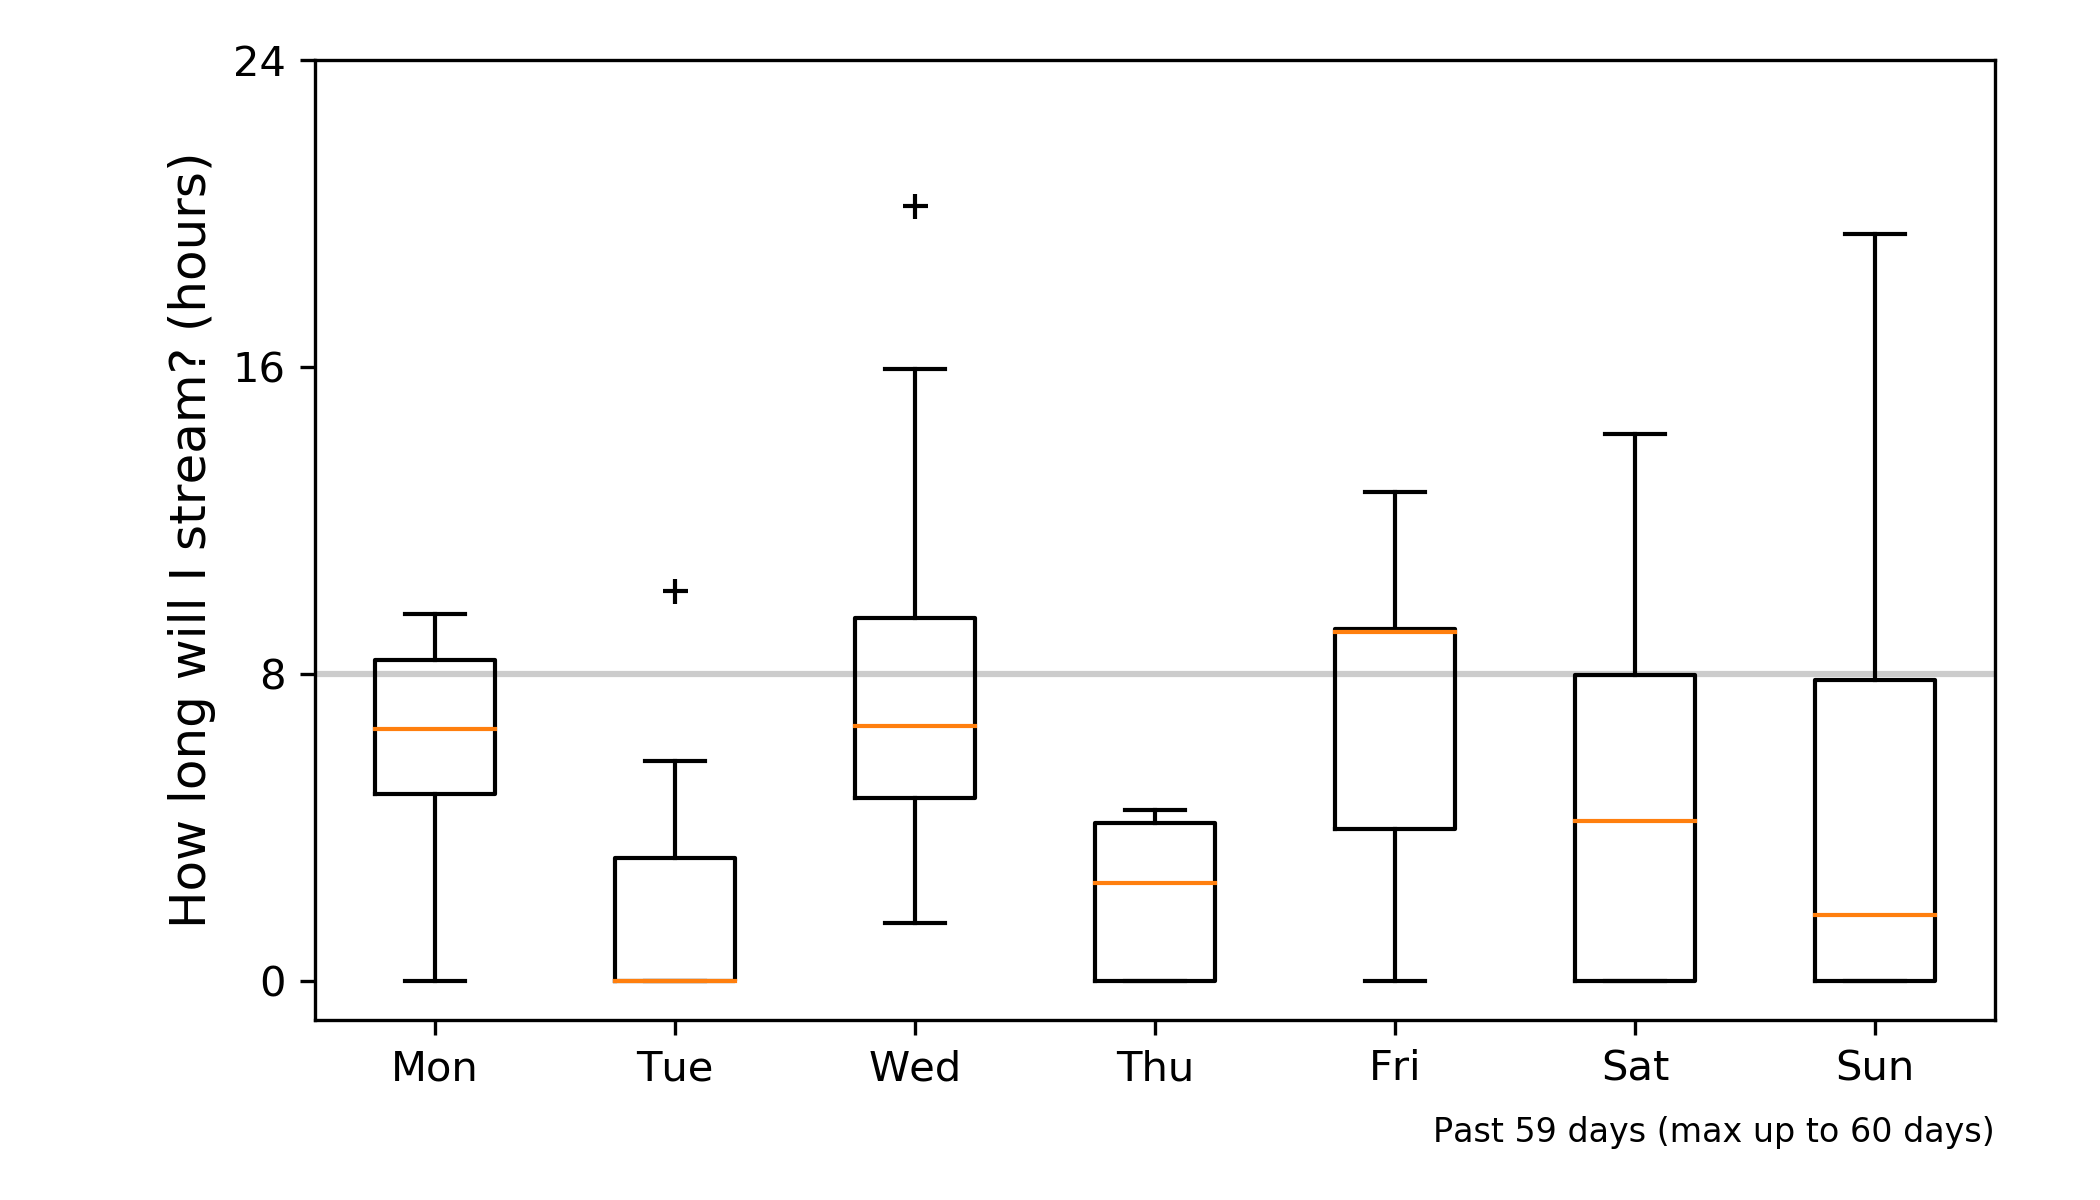 How long will I stream? (hours)
24
16
8
0
Mon Tue Wed Thu Fri Sat Sun
Past 59 days (max up to 60 days)